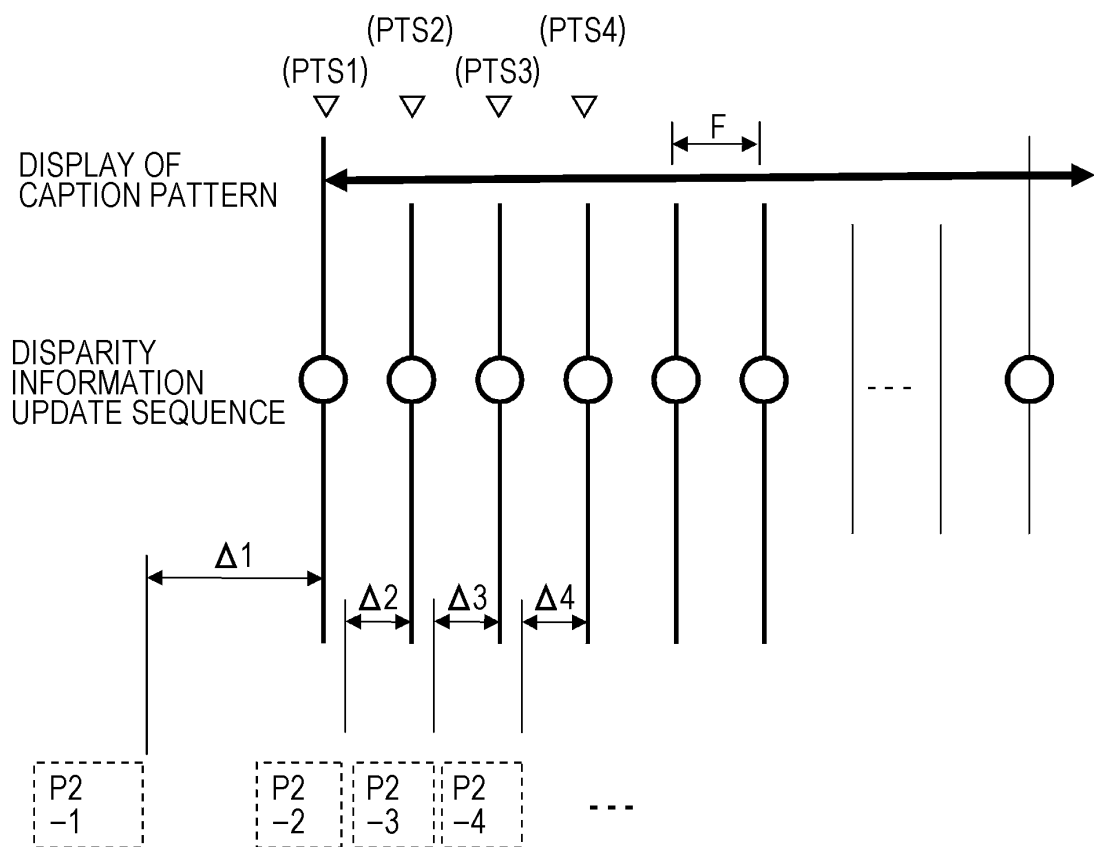 (PTS2)
(PTS4)
(PTS1)
(PTS3)
F
DISPLAY OF
CAPTION PATTERN
DISPARITY
INFORMATION
UPDATE SEQUENCE
Δ1
Δ2
Δ3
Δ4
P2
–1
P2
–2
P2
–3
P2
–4